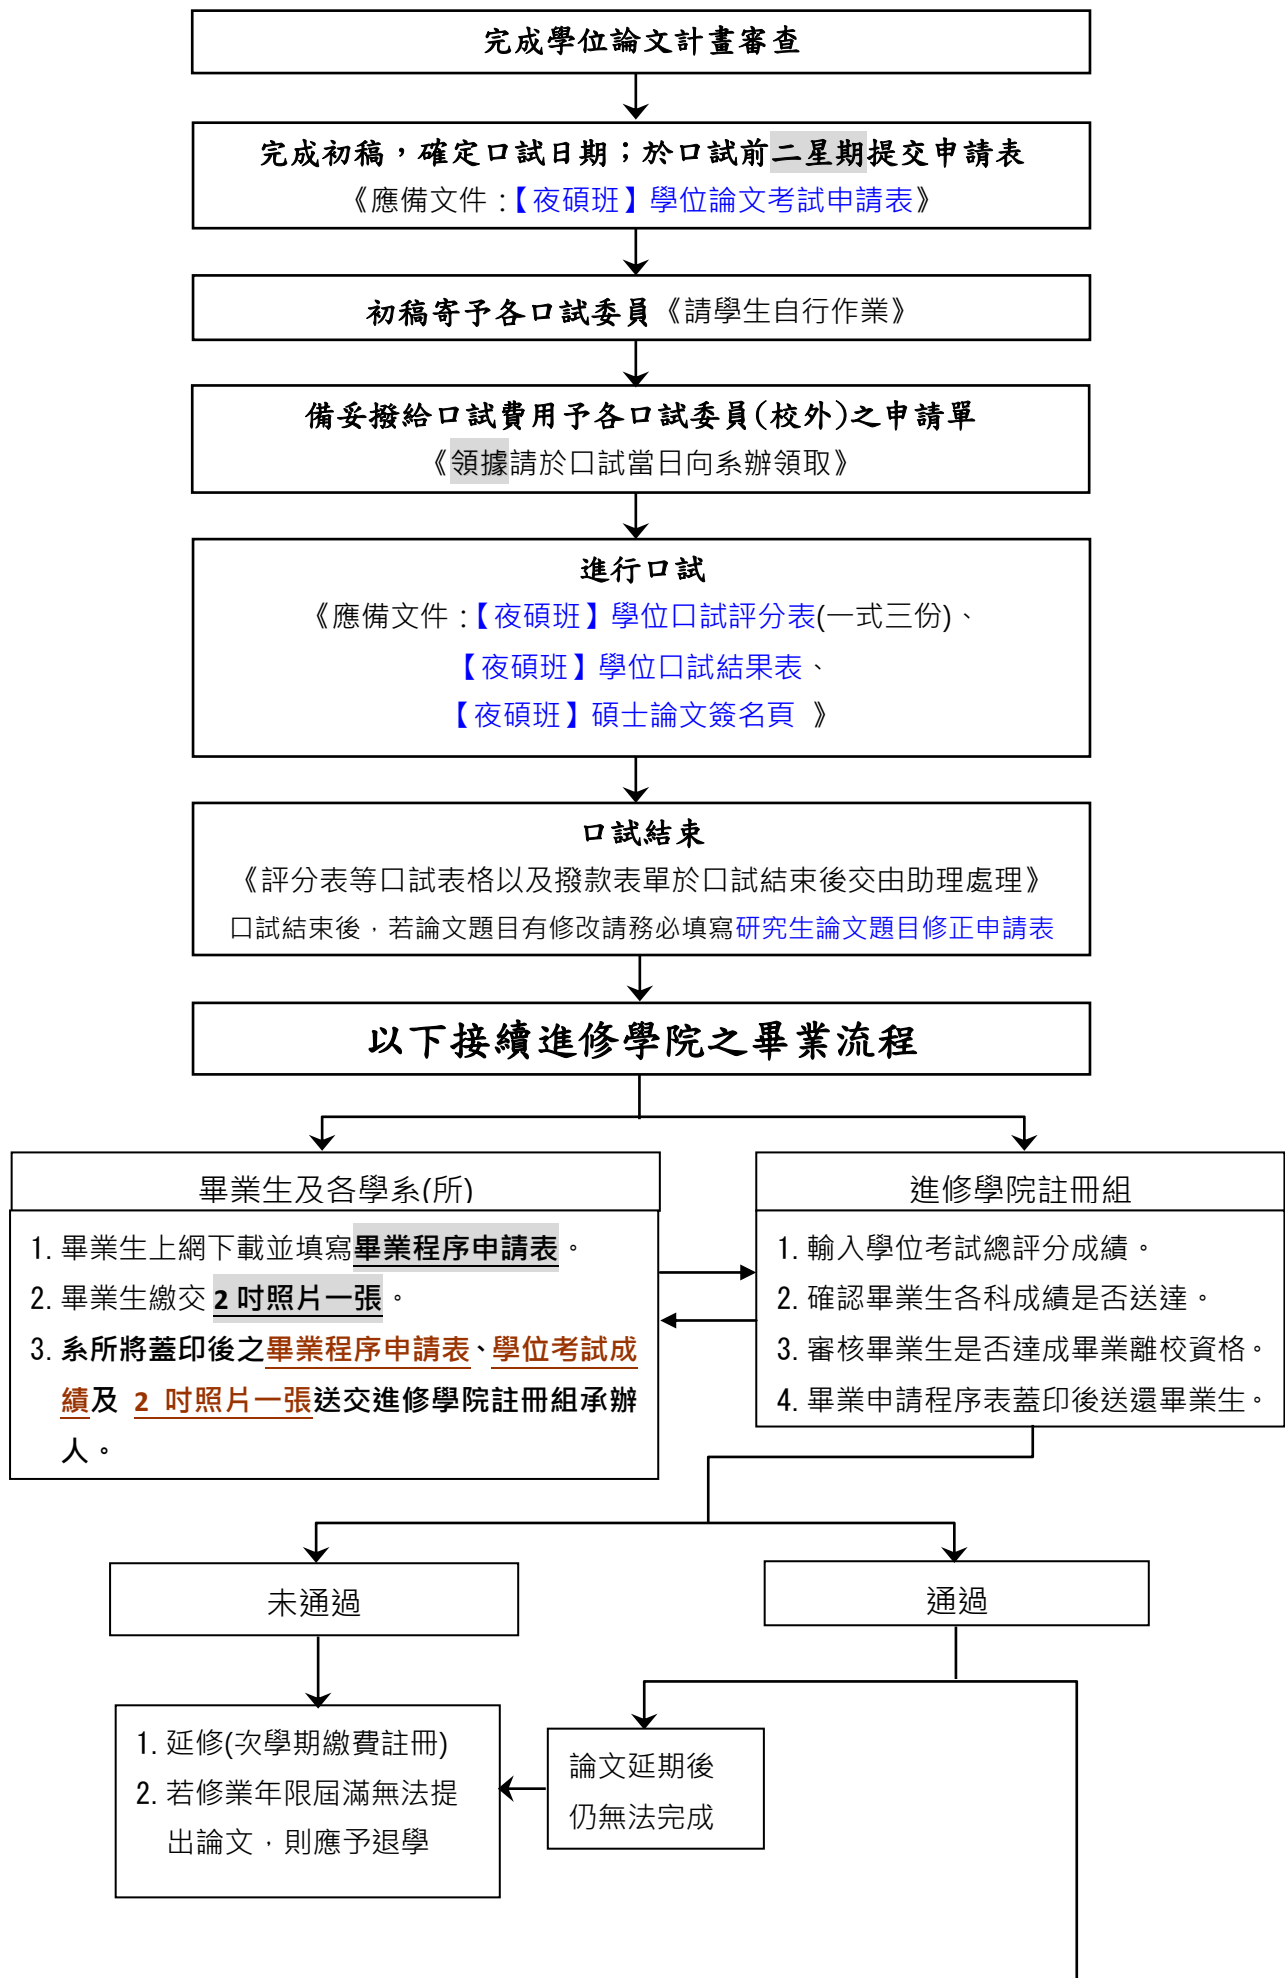 完成學位論文計畫審查
完成初稿，確定口試日期；於口試前二星期提交申請表
《應備文件：【夜碩班】學位論文考試申請表》
初稿寄予各口試委員《請學生自行作業》
備妥撥給口試費用予各口試委員(校外)之申請單
《領據請於口試當日向系辦領取》
進行口試
《應備文件：【夜碩班】學位口試評分表(一式三份)、
【夜碩班】學位口試結果表、
【夜碩班】碩士論文簽名頁 》
口試結束
《評分表等口試表格以及撥款表單於口試結束後交由助理處理》
口試結束後，若論文題目有修改請務必填寫研究生論文題目修正申請表
以下接續進修學院之畢業流程
畢業生及各學系(所)
1. 畢業生上網下載並填寫畢業程序申請表。
2. 畢業生繳交 2 吋照片一張。
3. 系所將蓋印後之畢業程序申請表、學位考試成
績及 2 吋照片一張送交進修學院註冊組承辦
人。
進修學院註冊組
1. 輸入學位考試總評分成績。
2. 確認畢業生各科成績是否送達。
3. 審核畢業生是否達成畢業離校資格。
4. 畢業申請程序表蓋印後送還畢業生。
未通過
通過
1. 延修(次學期繳費註冊)
2. 若修業年限屆滿無法提
出論文，則應予退學
論文延期後
仍無法完成